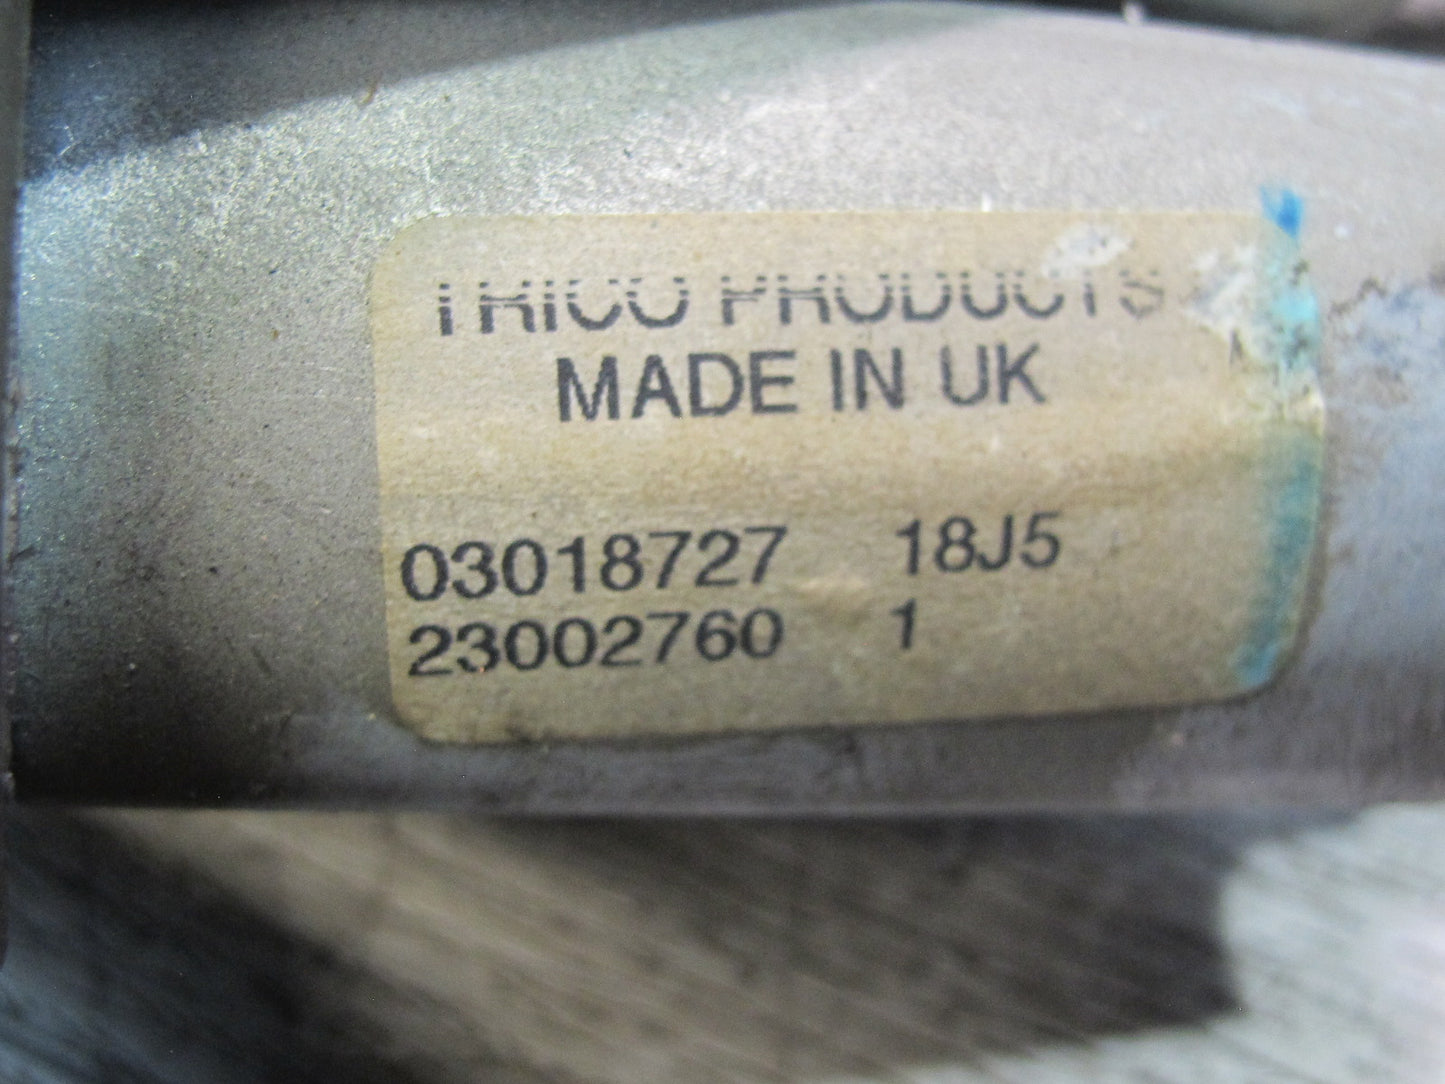 TRICO PRODUCTS
MADE IN UK
03018727 18J5
23002760 1